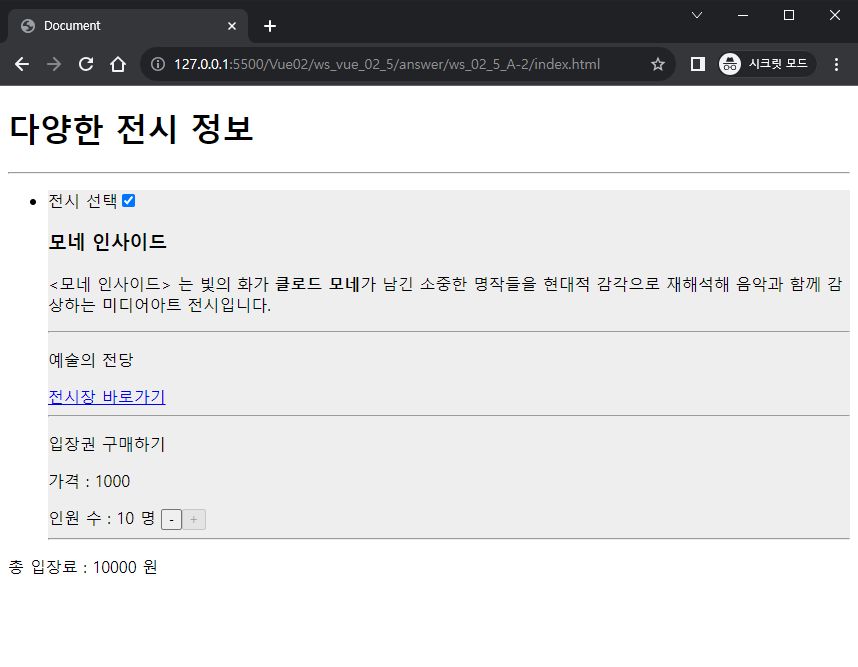 Document
127.0.0.1:5500/Vue02/ws_vue_02_5/answer/ws_02_5_A-2/index.html
시크릿 모드
다양한 전시 정보
전시 선택
모네 인사이드
<모네 인사이드> 는 빛의 화가 클로드 모네가 남긴 소중한 명작들을 현대적 감각으로 재해석해 음악과 함께 감
상하는 미디어아트 전시입니다.
예술의 전당
전시장 바로가기
입장권 구매하기
가격 : 1000
인원 수 : 10 명 - +
총 입장료 : 10000 원